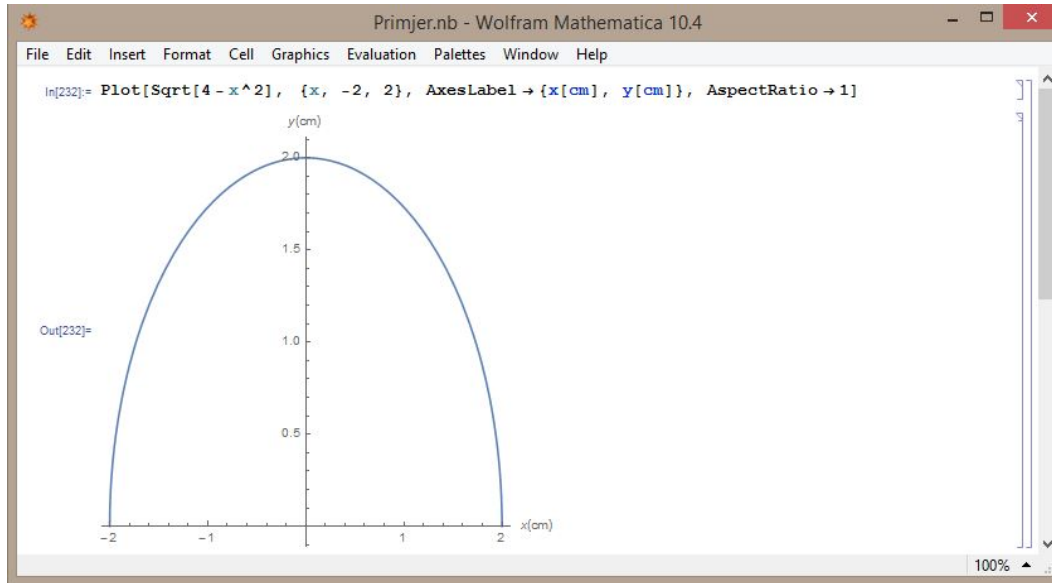 Primjer.nb - Wolfram Mathematica 10.4
File Edit Insert Format Cell Graphics Evaluation Palettes Window Help
In[232]:= Plot[Sqrt[4 - x^2], {x, -2, 2}, AxesLabel → {x[cm], y[cm]}, AspectRatio → 1]
y(cm)
2.0
1.5
Out[232]=
1.0
0.5
x(cm)
-2 -1 1 2
100%